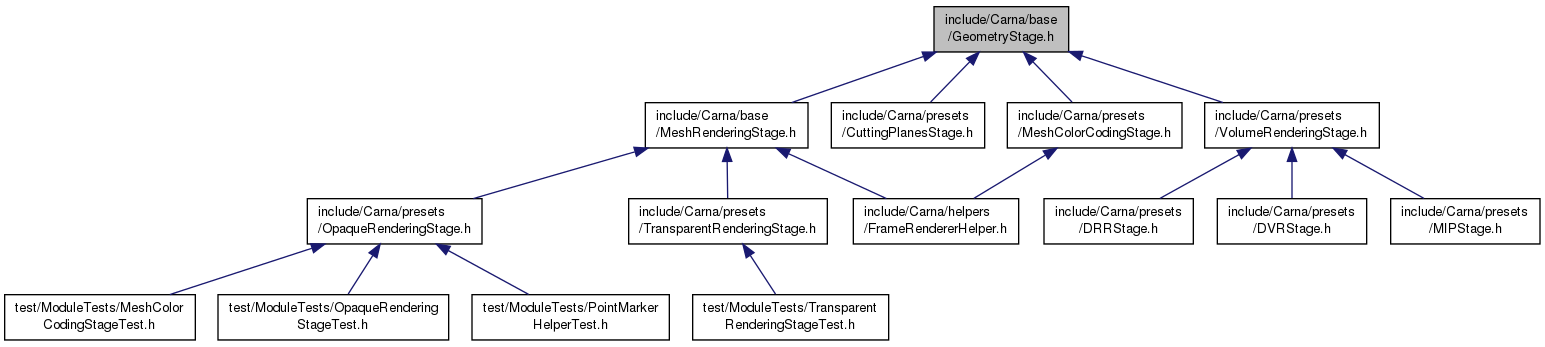 include/Carna/base
/GeometryStage.h
include/Carna/base
/MeshRenderingStage.h
include/Carna/presets
/CuttingPlanesStage.h
include/Carna/presets
/MeshColorCodingStage.h
include/Carna/presets
/VolumeRenderingStage.h
include/Carna/presets
/OpaqueRenderingStage.h
include/Carna/presets
/TransparentRenderingStage.h
include/Carna/helpers
/FrameRendererHelper.h
include/Carna/presets
/DRRStage.h
include/Carna/presets
/DVRStage.h
include/Carna/presets
/MIPStage.h
test/ModuleTests/MeshColor
CodingStageTest.h
test/ModuleTests/OpaqueRendering
StageTest.h
test/ModuleTests/PointMarker
HelperTest.h
test/ModuleTests/Transparent
RenderingStageTest.h